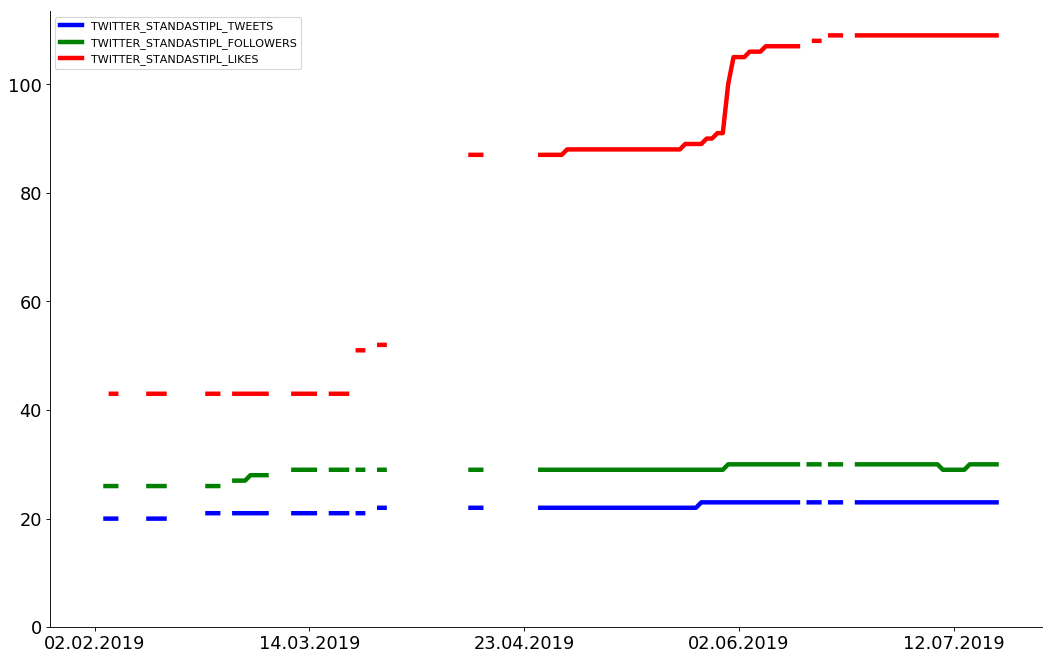 TWITTER_STANDASTIPL_TWEETS
TWITTER_STANDASTIPL_FOLLOWERS
TWITTER_STANDASTIPL_LIKES
100
80
60
40
20
0
02.02.2019 14.03.2019 23.04.2019 02.06.2019 12.07.2019